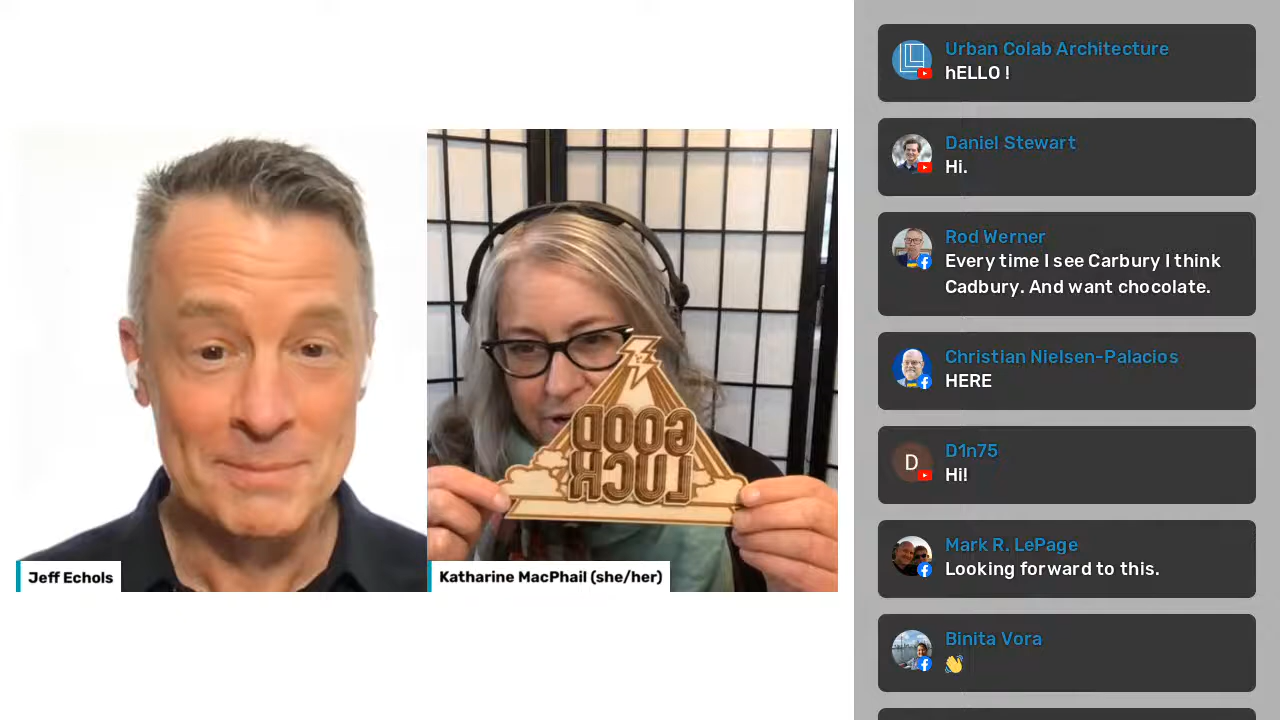 GOOD
LUCK
Jeff Echols
Katharine MacPhail (she/her)
Urban Colab Architecture
hELLO !
Daniel Stewart
Hi.
Rod Werner
Every time I see Carbury I think
Cadbury. And want chocolate.
Christian Nielsen-Palacios
HERE
D
D1n75
Hi!
Mark R. LePage
Looking forward to this.
Binita Vora
👋